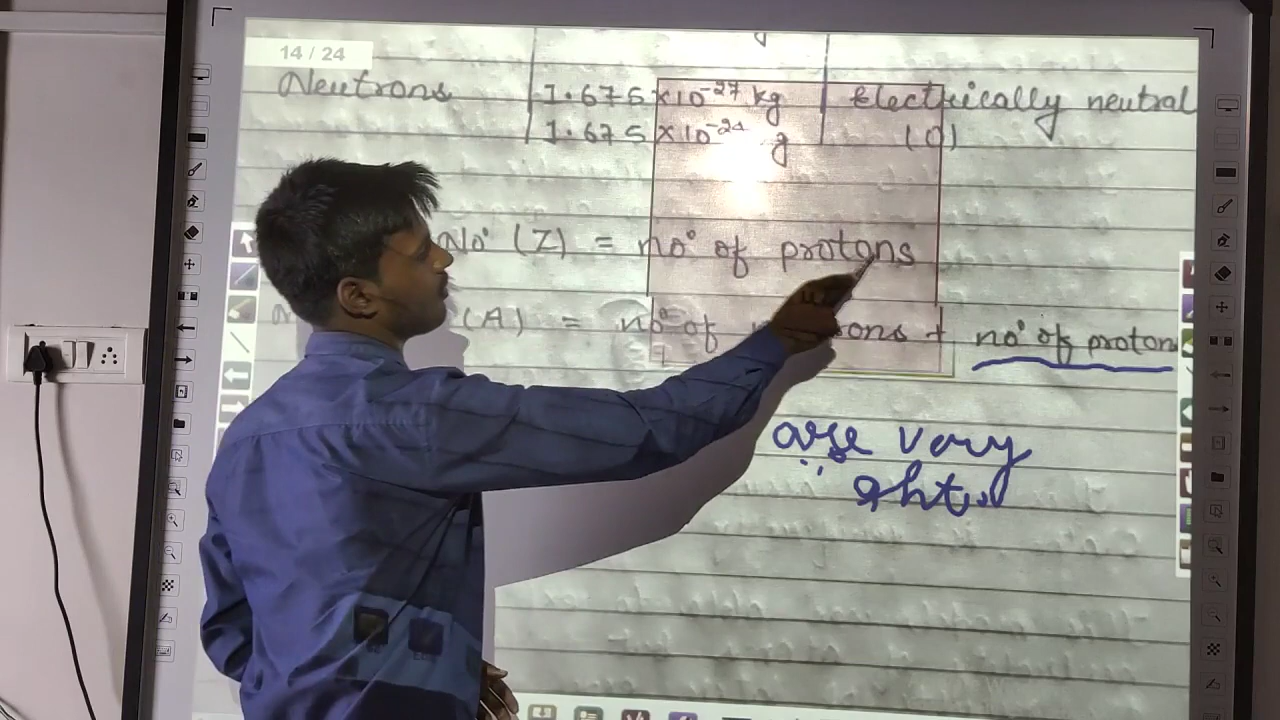 14 / 24
Neutrons 1.675 × 10⁻²⁷ kg Electrically neutral
1.675 × 10⁻²⁴ g (0)
No° (Z) = no° of protons
(A) = no° of + no° of proton
are very